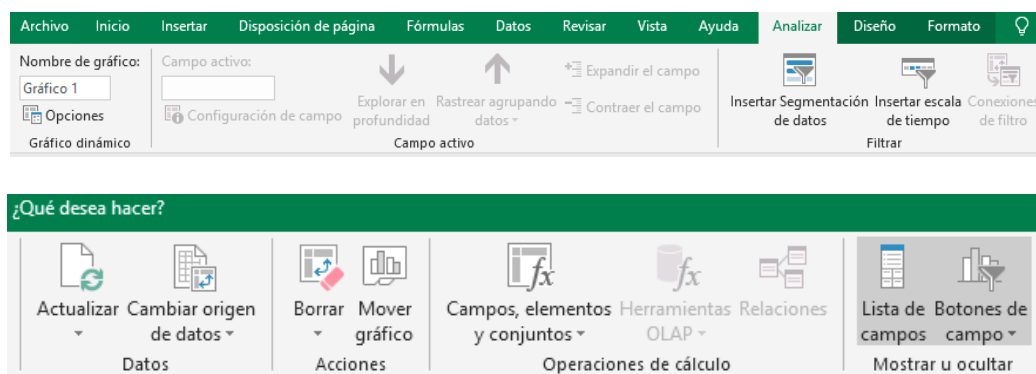 Archivo Inicio Insertar Disposición de página Fórmulas Datos Revisar Vista Ayuda Analizar Diseño Formato
Nombre de gráfico:
Gráfico 1
Opciones
Gráfico dinámico
Campo activo:
Configuración de campo
Explorar en
profundidad
Rastrear agrupando
datos
Expandir el campo
Contraer el campo
Campo activo
Insertar Segmentación
de datos
Insertar escala
de tiempo
Conexiones
de filtro
Filtrar
¿Qué desea hacer?
Actualizar
Cambiar origen
de datos
Datos
Borrar
Mover
gráfico
Acciones
Campos, elementos
y conjuntos
Herramientas
OLAP
Relaciones
Operaciones de cálculo
Lista de
campos
Botones de
campo
Mostrar u ocultar